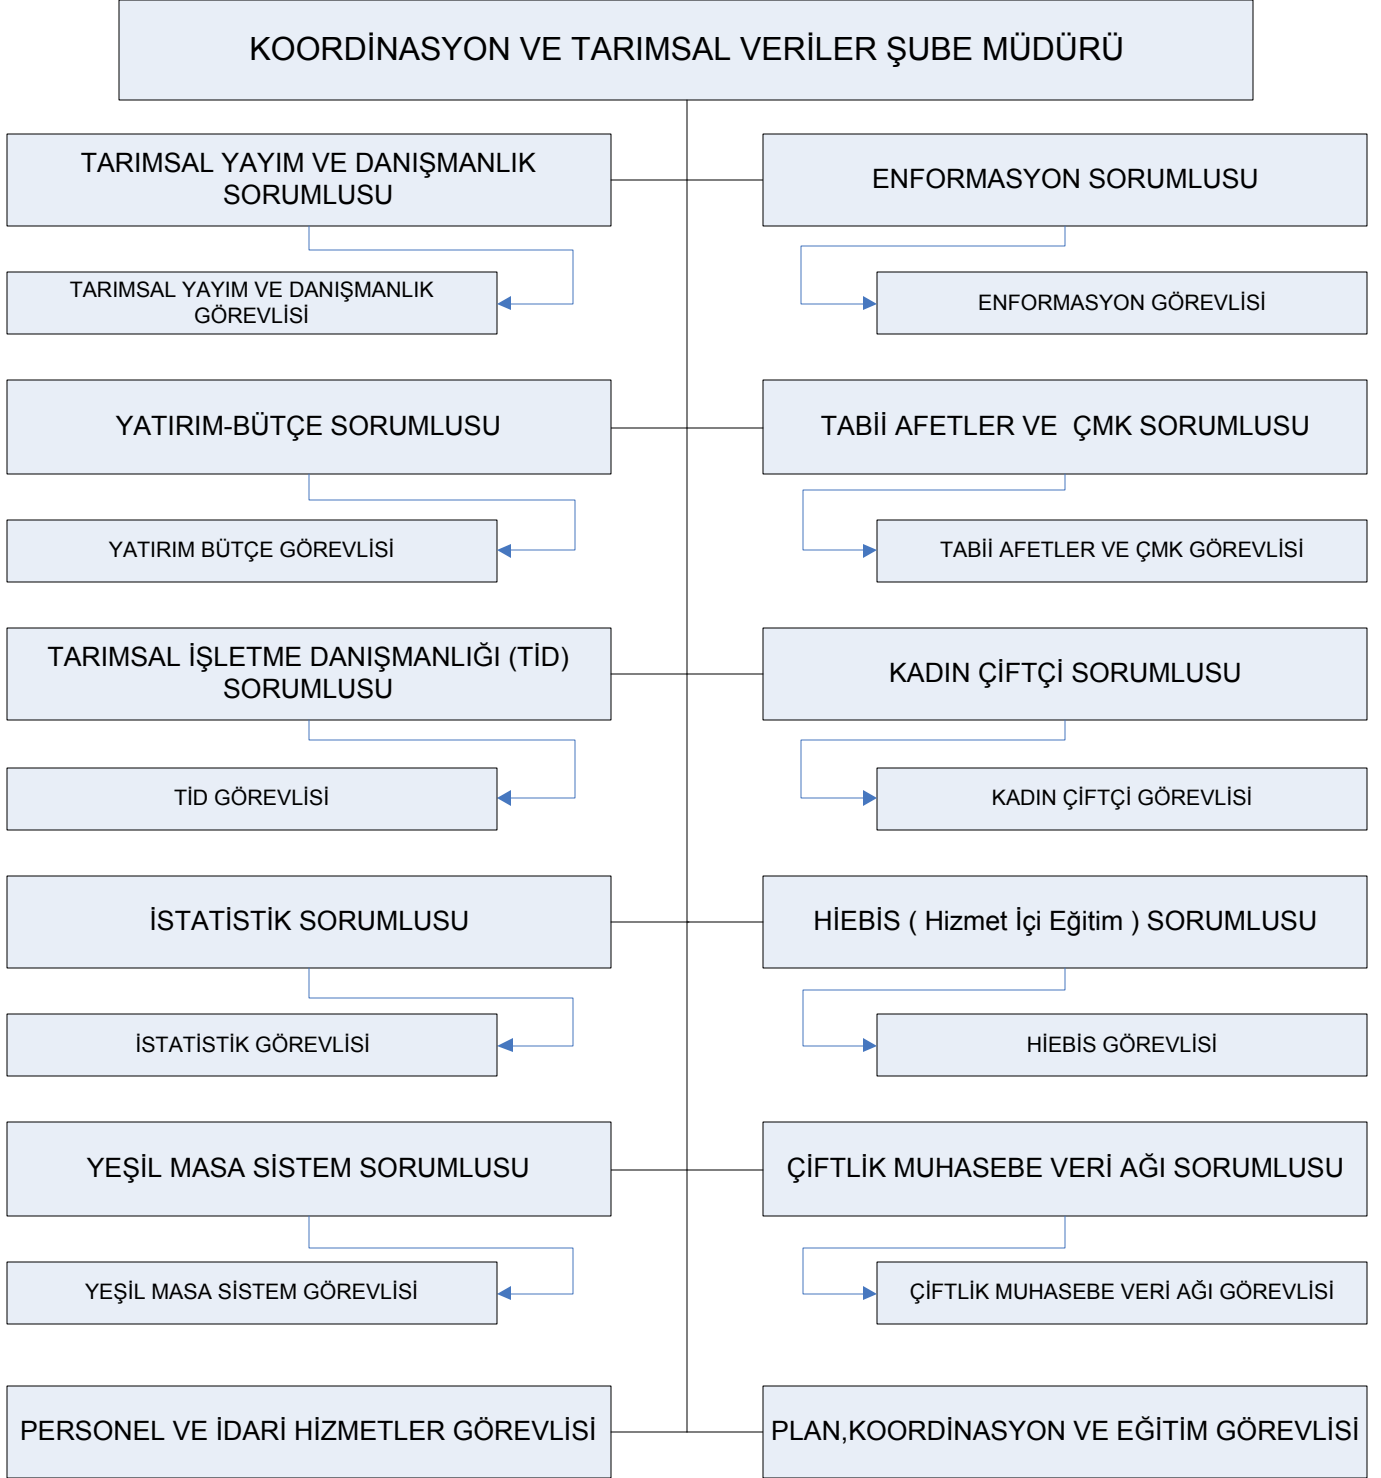 KOORDİNASYON VE TARIMSAL VERİLER ŞUBE MÜDÜRÜ
TARIMSAL YAYIM VE DANIŞMANLIK
SORUMLUSU
ENFORMASYON SORUMLUSU
TARIMSAL YAYIM VE DANIŞMANLIK
GÖREVLİSİ
ENFORMASYON GÖREVLİSİ
YATIRIM-BÜTÇE SORUMLUSU
TABİİ AFETLER VE  ÇMK SORUMLUSU
YATIRIM BÜTÇE GÖREVLİSİ
TABİİ AFETLER VE ÇMK GÖREVLİSİ
TARIMSAL İŞLETME DANIŞMANLIĞI (TİD)
SORUMLUSU
KADIN ÇİFTÇİ SORUMLUSU
TİD GÖREVLİSİ
KADIN ÇİFTÇİ GÖREVLİSİ
İSTATİSTİK SORUMLUSU
HİEBİS ( Hizmet İçi Eğitim ) SORUMLUSU
İSTATİSTİK GÖREVLİSİ
HİEBİS GÖREVLİSİ
YEŞİL MASA SİSTEM SORUMLUSU
ÇİFTLİK MUHASEBE VERİ AĞI SORUMLUSU
YEŞİL MASA SİSTEM GÖREVLİSİ
ÇİFTLİK MUHASEBE VERİ AĞI GÖREVLİSİ
PERSONEL VE İDARİ HİZMETLER GÖREVLİSİ
PLAN,KOORDİNASYON VE EĞİTİM GÖREVLİSİ